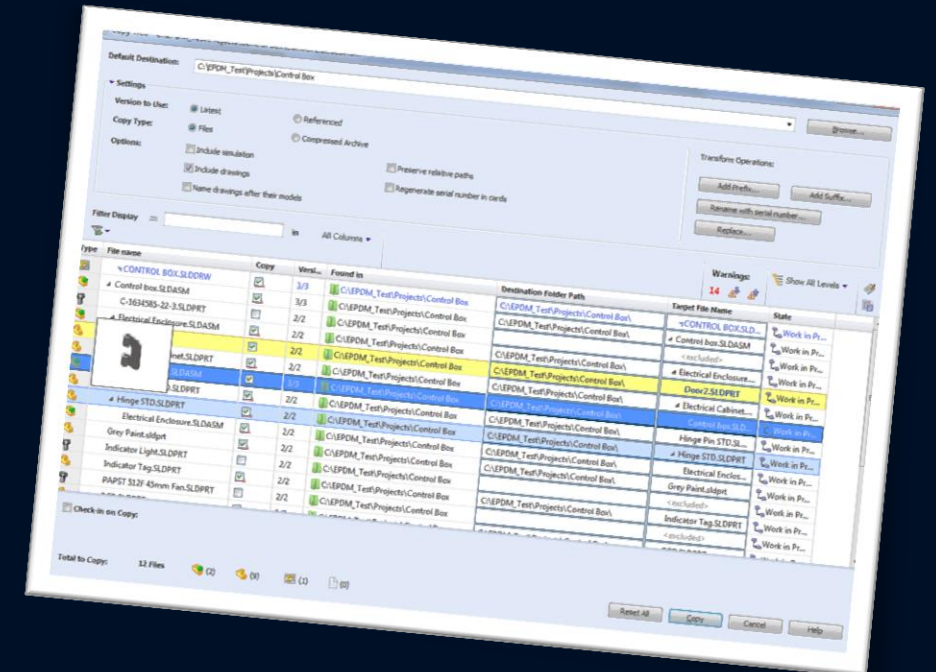 Default Destination: C:\EPDM_Test\Projects\Control Box Browse...
Settings
Version to Use: Latest Referenced
Copy Type: Files Compressed Archive
Options: Include simulation Preserve relative paths
Include drawings Regenerate serial number in cards
Name drawings after their models
Transform Operations:
Add Prefix... Add Suffix...
Rename with serial number...
Replace...
Filter Display in All Columns
Warnings: Show All Levels
14
Type File name Copy Versi... Found in Destination Folder Path Target File Name State
CONTROL BOX.SLDDRW 3/3 C:\EPDM_Test\Projects\Control Box C:\EPDM_Test\Projects\Control Box\ CONTROL BOX.SLD... Work in Pr...
Control box.SLDASM 3/3 C:\EPDM_Test\Projects\Control Box C:\EPDM_Test\Projects\Control Box\ Control box.SLDASM Work in Pr...
C-3634585-22-3.SLDPRT 2/2 C:\EPDM_Test\Projects\Control Box <excluded> Work in Pr...
Electrical Enclosure.SLDASM 2/2 C:\EPDM_Test\Projects\Control Box C:\EPDM_Test\Projects\Control Box\ Electrical Enclosure... Work in Pr...
2/2 C:\EPDM_Test\Projects\Control Box C:\EPDM_Test\Projects\Control Box\ Door2.SLDPRT Work in Pr...
inet.SLDPRT 2/2 C:\EPDM_Test\Projects\Control Box C:\EPDM_Test\Projects\Control Box\ Electrical Cabinet... Work in Pr...
.SLDASM 3/3 C:\EPDM_Test\Projects\Control Box C:\EPDM_Test\Projects\Control Box\ Control box.SLD... Work in Pr...
D.SLDPRT 2/2 C:\EPDM_Test\Projects\Control Box C:\EPDM_Test\Projects\Control Box\ Hinge Pin STD.SL... Work in Pr...
Hinge STD.SLDPRT 2/2 C:\EPDM_Test\Projects\Control Box C:\EPDM_Test\Projects\Control Box\ Hinge STD.SLDPRT Work in Pr...
Electrical Enclosure.SLDASM 2/2 C:\EPDM_Test\Projects\Control Box C:\EPDM_Test\Projects\Control Box\ Electrical Enclos... Work in Pr...
Grey Paint.sldprt 2/2 C:\EPDM_Test\Projects\Control Box C:\EPDM_Test\Projects\Control Box\ Grey Paint.sldprt Work in Pr...
Indicator Light.SLDPRT 2/2 C:\EPDM_Test\Projects\Control Box <excluded> Work in Pr...
Indicator Tag.SLDPRT 2/2 C:\EPDM_Test\Projects\Control Box C:\EPDM_Test\Projects\Control Box\ Indicator Tag.SLDPRT Work in Pr...
PAPST 512F 45mm Fan.SLDPRT 2/2 C:\EPDM_Test\Projects\Control Box <excluded> Work in Pr...
Check-in on Copy:
Total to Copy: 12 Files (2) (9) (1) (0)
Reset All Copy Cancel Help